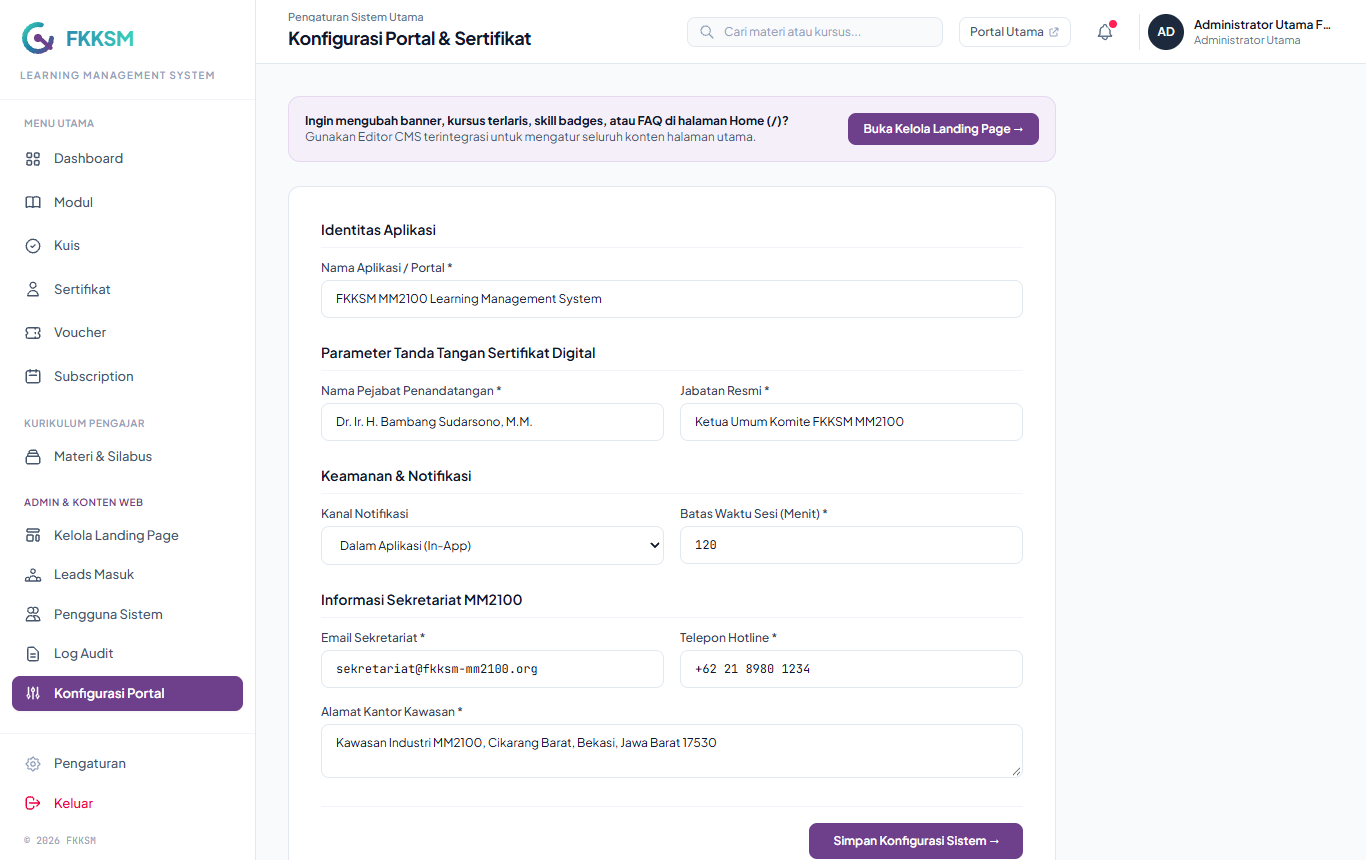 FKKSM
LEARNING MANAGEMENT SYSTEM
MENU UTAMA
Dashboard
Modul
Kuis
Sertifikat
Voucher
Subscription
KURIKULUM PENGAJAR
Materi & Silabus
ADMIN & KONTEN WEB
Kelola Landing Page
Leads Masuk
Pengguna Sistem
Log Audit
Konfigurasi Portal
Pengaturan
Keluar
© 2026 FKKSM
Pengaturan Sistem Utama
Konfigurasi Portal & Sertifikat
Cari materi atau kursus...
Portal Utama
AD
Administrator Utama F...
Administrator Utama
Ingin mengubah banner, kursus terlaris, skill badges, atau FAQ di halaman Home (/)?
Gunakan Editor CMS terintegrasi untuk mengatur seluruh konten halaman utama.
Buka Kelola Landing Page →
Identitas Aplikasi
Nama Aplikasi / Portal *
FKKSM MM2100 Learning Management System
Parameter Tanda Tangan Sertifikat Digital
Nama Pejabat Penandatangan *
Dr. Ir. H. Bambang Sudarsono, M.M.
Jabatan Resmi *
Ketua Umum Komite FKKSM MM2100
Keamanan & Notifikasi
Kanal Notifikasi
Dalam Aplikasi (In-App)
Batas Waktu Sesi (Menit) *
120
Informasi Sekretariat MM2100
Email Sekretariat *
sekretariat@fkksm-mm2100.org
Telepon Hotline *
+62 21 8980 1234
Alamat Kantor Kawasan *
Kawasan Industri MM2100, Cikarang Barat, Bekasi, Jawa Barat 17530
Simpan Konfigurasi Sistem →